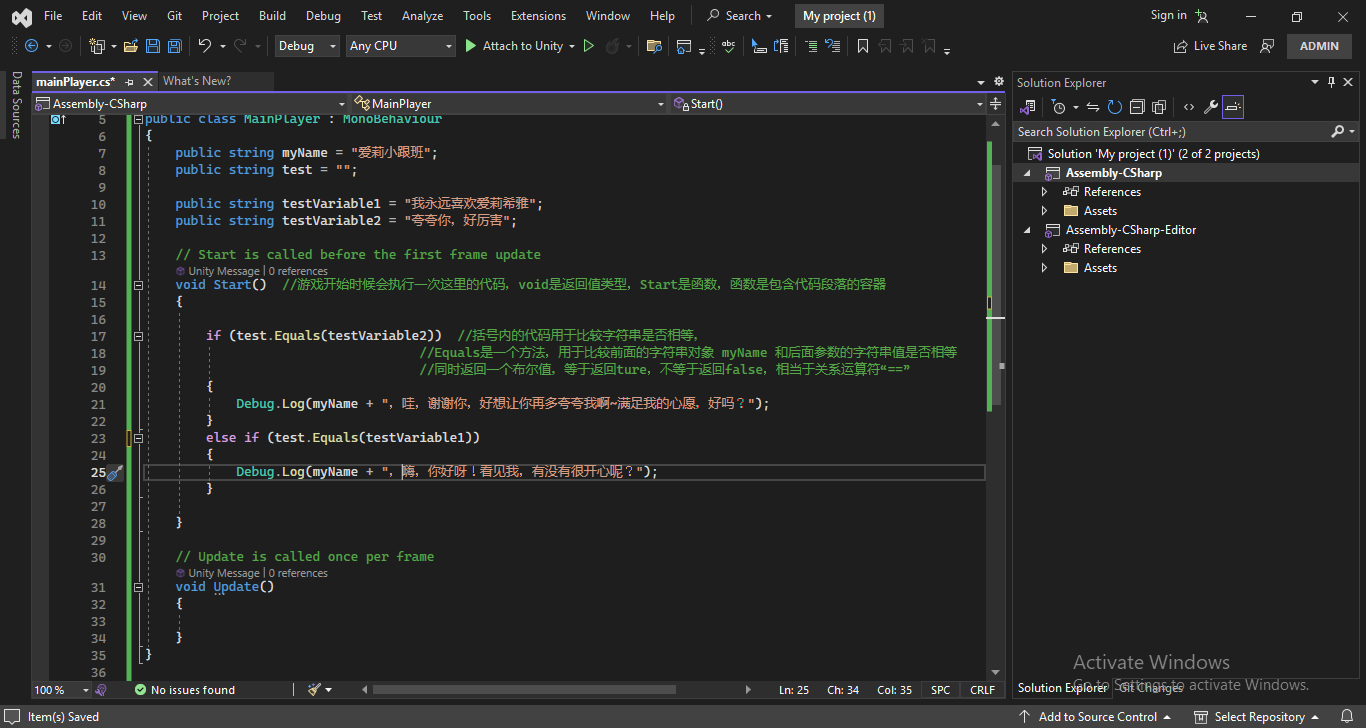 File Edit View Git Project Build Debug Test Analyze Tools Extensions Window Help Search My project (1) Sign in
Debug Any CPU Attach to Unity Live Share ADMIN
Data Sources
mainPlayer.cs* What's New?
Assembly-CSharp MainPlayer Start()
5 public class MainPlayer : MonoBehaviour
6 {
7 public string myName = "爱莉小跟班";
8 public string test = "";
9
10 public string testVariable1 = "我永远喜欢爱莉希雅";
11 public string testVariable2 = "夸夸你，好厉害";
12
13 // Start is called before the first frame update
Unity Message | 0 references
14 void Start() //游戏开始时候会执行一次这里的代码，void是返回值类型，Start是函数，函数是包含代码段落的容器
15 {
16
17 if (test.Equals(testVariable2)) //括号内的代码用于比较字符串是否相等，
18 //Equals是一个方法，用于比较前面的字符串对象 myName 和后面参数的字符串值是否相等
19 //同时返回一个布尔值，等于返回ture，不等于返回false，相当于关系运算符“==”
20 {
21 Debug.Log(myName + "，哇，谢谢你，好想让你再多夸夸我啊~满足我的心愿，好吗？");
22 }
23 else if (test.Equals(testVariable1))
24 {
25 Debug.Log(myName + "，嗨，你好呀！看见我，有没有很开心呢？");
26 }
27
28 }
29
30 // Update is called once per frame
Unity Message | 0 references
31 void Update()
32 {
33
34 }
35 }
36
100 % No issues found Ln: 25 Ch: 34 Col: 35 SPC CRLF
Solution Explorer
Search Solution Explorer (Ctrl+;)
Solution 'My project (1)' (2 of 2 projects)
Assembly-CSharp
References
Assets
Assembly-CSharp-Editor
References
Assets
Activate Windows
Go to Settings to activate Windows.
Solution Explorer Git Changes
Item(s) Saved Add to Source Control Select Repository